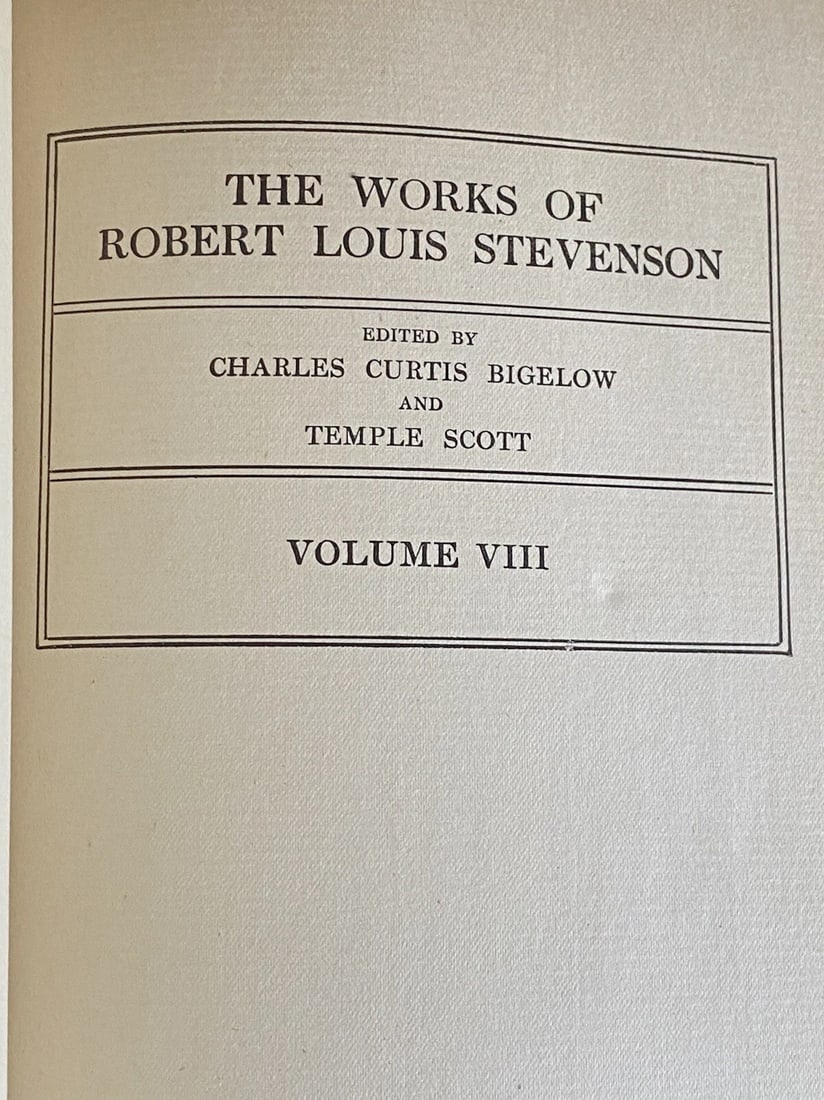 THE WORKS OF
ROBERT LOUIS STEVENSON
EDITED BY
CHARLES CURTIS BIGELOW
AND
TEMPLE SCOTT
VOLUME VIII